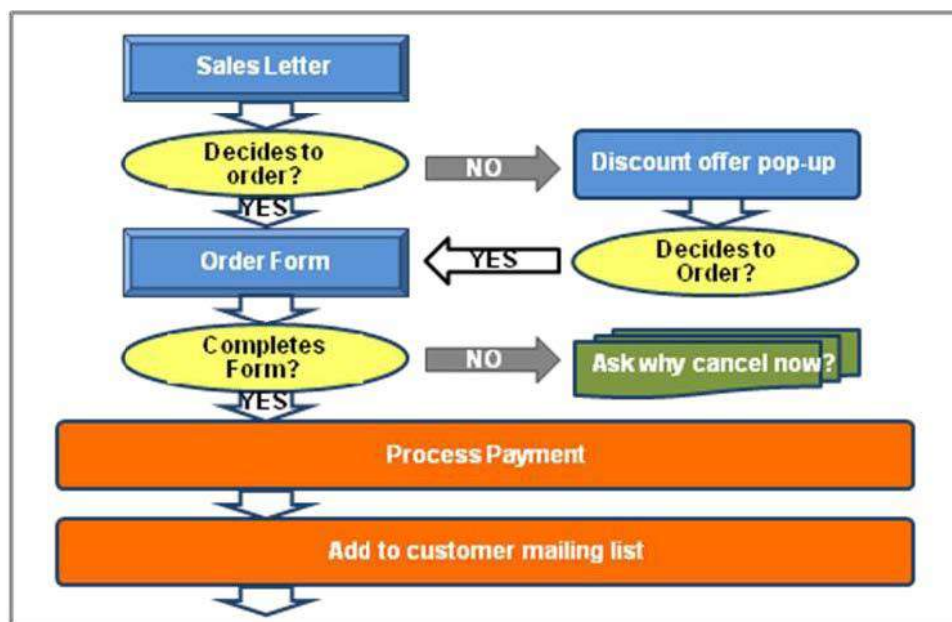 Sales Letter
Decides to
order?
NO
Discount offer pop-up
YES
Order Form
YES
Decides to
Order?
Completes
Form?
NO
Ask why cancel now?
YES
Process Payment
Add to customer mailing list